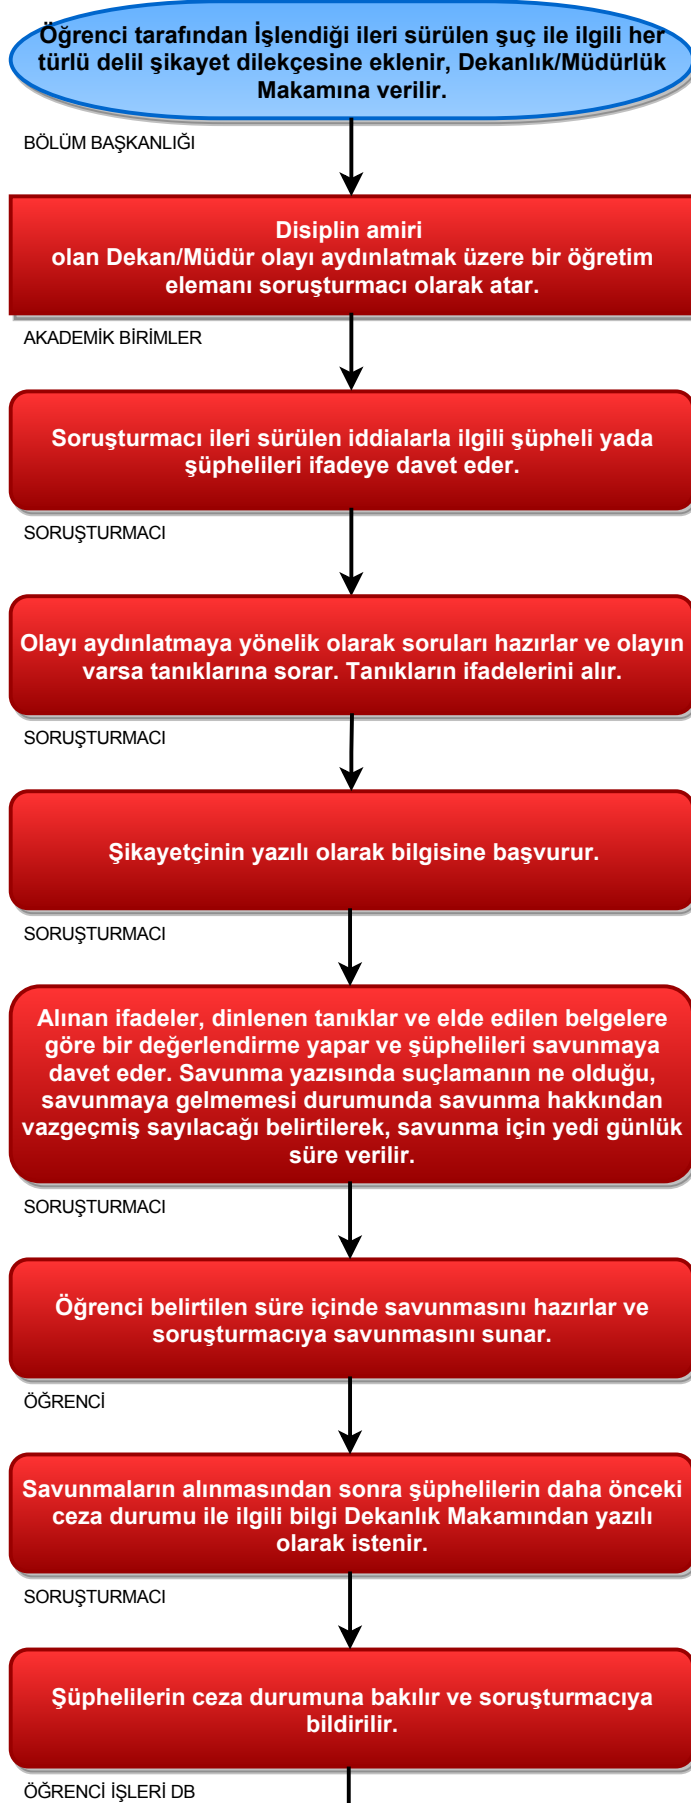 Öğrenci tarafından İşlendiği ileri sürülen şuç ile ilgili her
türlü delil şikayet dilekçesine eklenir, Dekanlık/Müdürlük
Makamına verilir.
BÖLÜM BAŞKANLIĞI
Disiplin amiri
olan Dekan/Müdür olayı aydınlatmak üzere bir öğretim
elemanı soruşturmacı olarak atar.
AKADEMİK BİRİMLER
Soruşturmacı ileri sürülen iddialarla ilgili şüpheli yada
şüphelileri ifadeye davet eder.
SORUŞTURMACI
Olayı aydınlatmaya yönelik olarak soruları hazırlar ve olayın
varsa tanıklarına sorar. Tanıkların ifadelerini alır.
SORUŞTURMACI
Şikayetçinin yazılı olarak bilgisine başvurur.
SORUŞTURMACI
Alınan ifadeler, dinlenen tanıklar ve elde edilen belgelere
göre bir değerlendirme yapar ve şüphelileri savunmaya
davet eder. Savunma yazısında suçlamanın ne olduğu,
savunmaya gelmemesi durumunda savunma hakkından
vazgeçmiş sayılacağı belirtilerek, savunma için yedi günlük
süre verilir.
SORUŞTURMACI
Öğrenci belirtilen süre içinde savunmasını hazırlar ve
soruşturmacıya savunmasını sunar.
ÖĞRENCİ
Savunmaların alınmasından sonra şüphelilerin daha önceki
ceza durumu ile ilgili bilgi Dekanlık Makamından yazılı
olarak istenir.
SORUŞTURMACI
Şüphelilerin ceza durumuna bakılır ve soruşturmacıya
bildirilir.
ÖĞRENCİ İŞLERİ DB